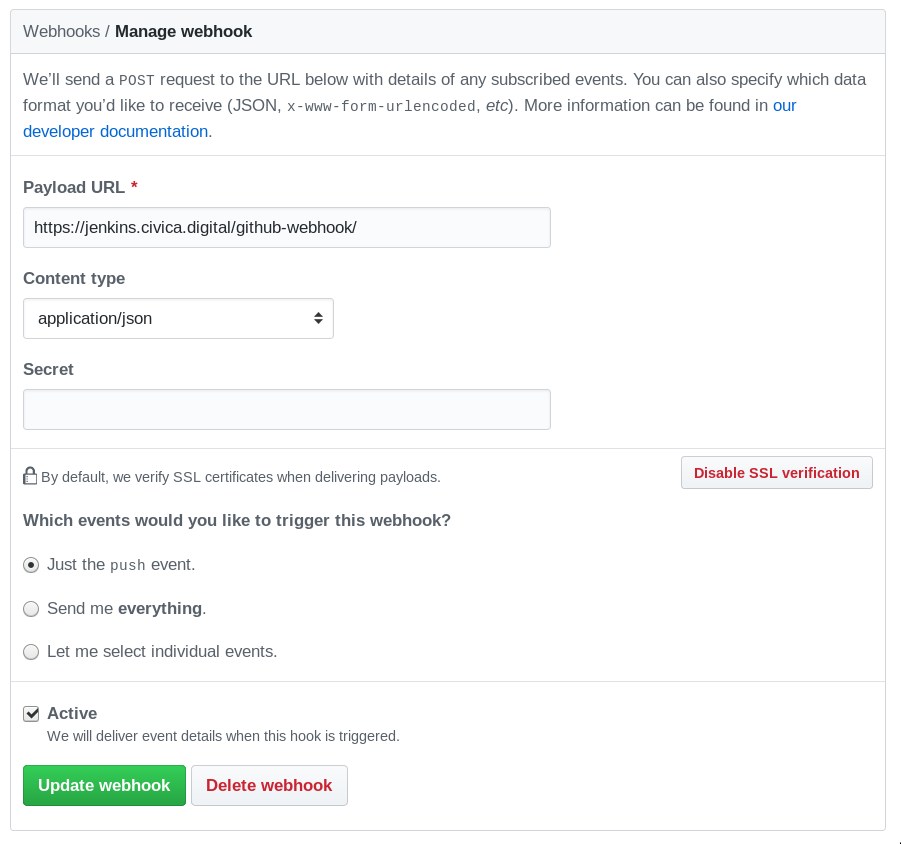 Webhooks / Manage webhook
We’ll send a POST request to the URL below with details of any subscribed events. You can also specify which data
format you’d like to receive (JSON, x-www-form-urlencoded, etc). More information can be found in our
developer documentation.
Payload URL *
https://jenkins.civica.digital/github-webhook/
Content type
application/json
Secret
By default, we verify SSL certificates when delivering payloads.
Disable SSL verification
Which events would you like to trigger this webhook?
Just the push event.
Send me everything.
Let me select individual events.
Active
We will deliver event details when this hook is triggered.
Update webhook Delete webhook